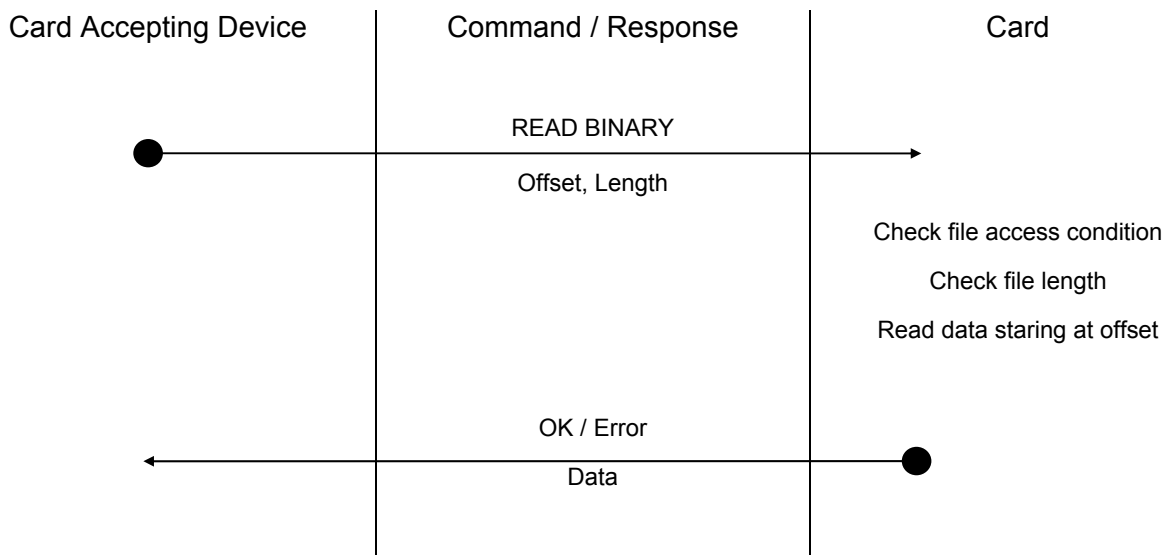 Card Accepting Device
Command / Response
Card
READ BINARY
Offset, Length
Check file access condition
Check file length
Read data staring at offset
OK / Error
Data